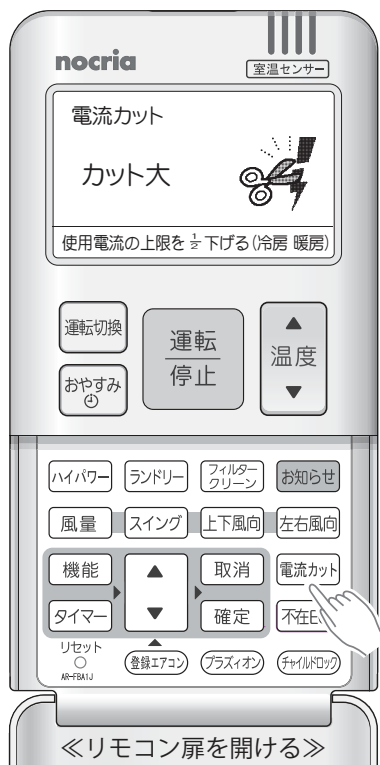 nocria
室温センサー
電流カット
カット大
使用電流の上限を 1/2 下げる(冷房 暖房)
運転切換
運転
停止
温度
おやすみ
ハイパワー ランドリー フィルター クリーン お知らせ
風量 スイング 上下風向 左右風向
機能 取消 電流カット
タイマー 確定
リセット
AR-FBA1J
登録エアコン プラズィオン チャイルドロック
≪リモコン扉を開ける≫